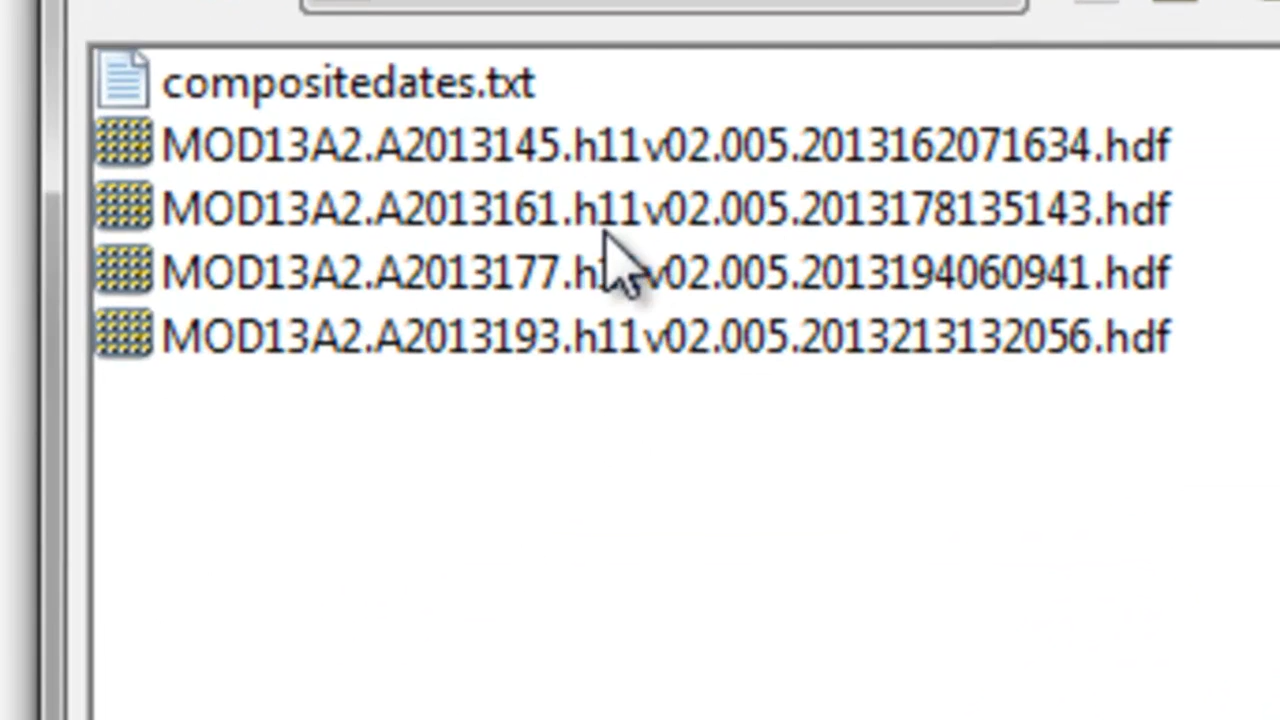 compositedates.txt
MOD13A2.A2013145.h11v02.005.2013162071634.hdf
MOD13A2.A2013161.h11v02.005.2013178135143.hdf
MOD13A2.A2013177.h11v02.005.2013194060941.hdf
MOD13A2.A2013193.h11v02.005.2013213132056.hdf